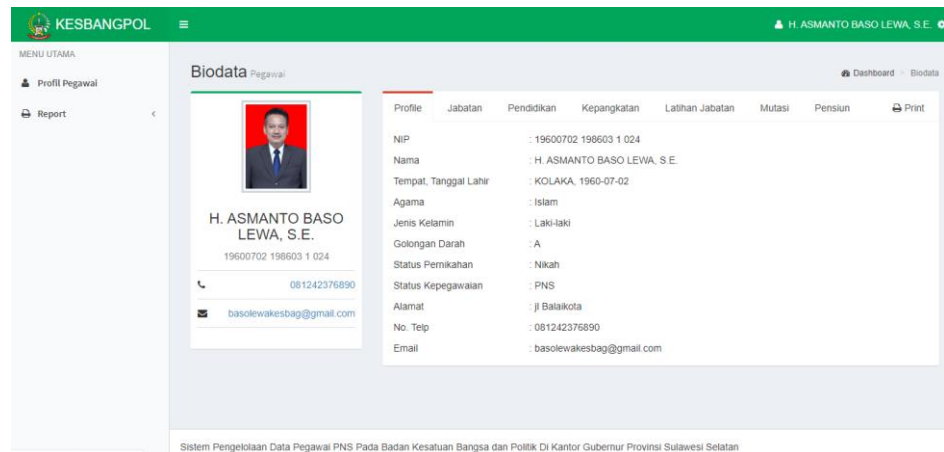 KESBANGPOL
H. ASMANTO BASO LEWA, S.E.
MENU UTAMA
Profil Pegawai
Report
Biodata Pegawai
Dashboard > Biodata
H. ASMANTO BASO
LEWA, S.E.
19600702 198603 1 024
081242376890
basolewakesbag@gmail.com
Profile Jabatan Pendidikan Kepangkatan Latihan Jabatan Mutasi Pensiun Print
NIP : 19600702 198603 1 024
Nama : H. ASMANTO BASO LEWA, S.E.
Tempat, Tanggal Lahir : KOLAKA, 1960-07-02
Agama : Islam
Jenis Kelamin : Laki-laki
Golongan Darah : A
Status Pernikahan : Nikah
Status Kepegawaian : PNS
Alamat : jl Balaikota
No. Telp : 081242376890
Email : basolewakesbag@gmail.com
Sistem Pengelolaan Data Pegawai PNS Pada Badan Kesatuan Bangsa dan Politik Di Kantor Gubernur Provinsi Sulawesi Selatan